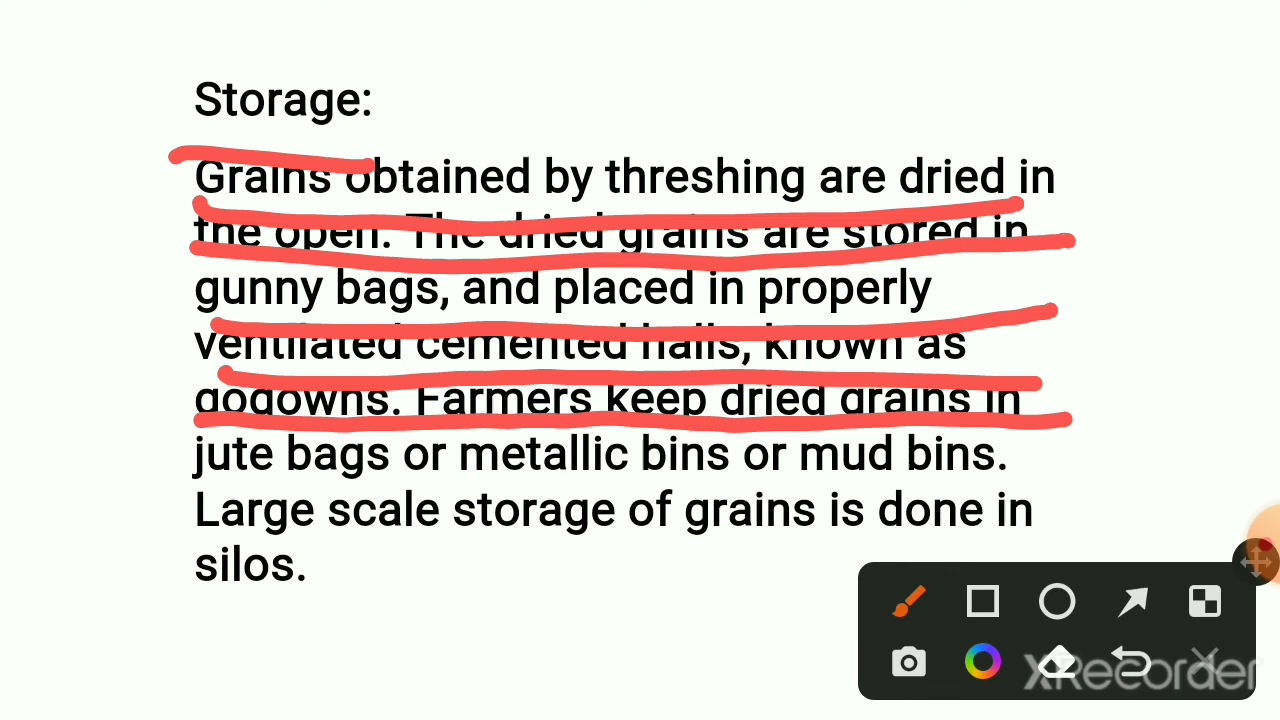 Storage:
Grains obtained by threshing are dried in
the open. The dried grains are stored in
gunny bags, and placed in properly
ventilated cemented halls, known as
godowns. Farmers keep dried grains in
jute bags or metallic bins or mud bins.
Large scale storage of grains is done in
silos.
XRecorder